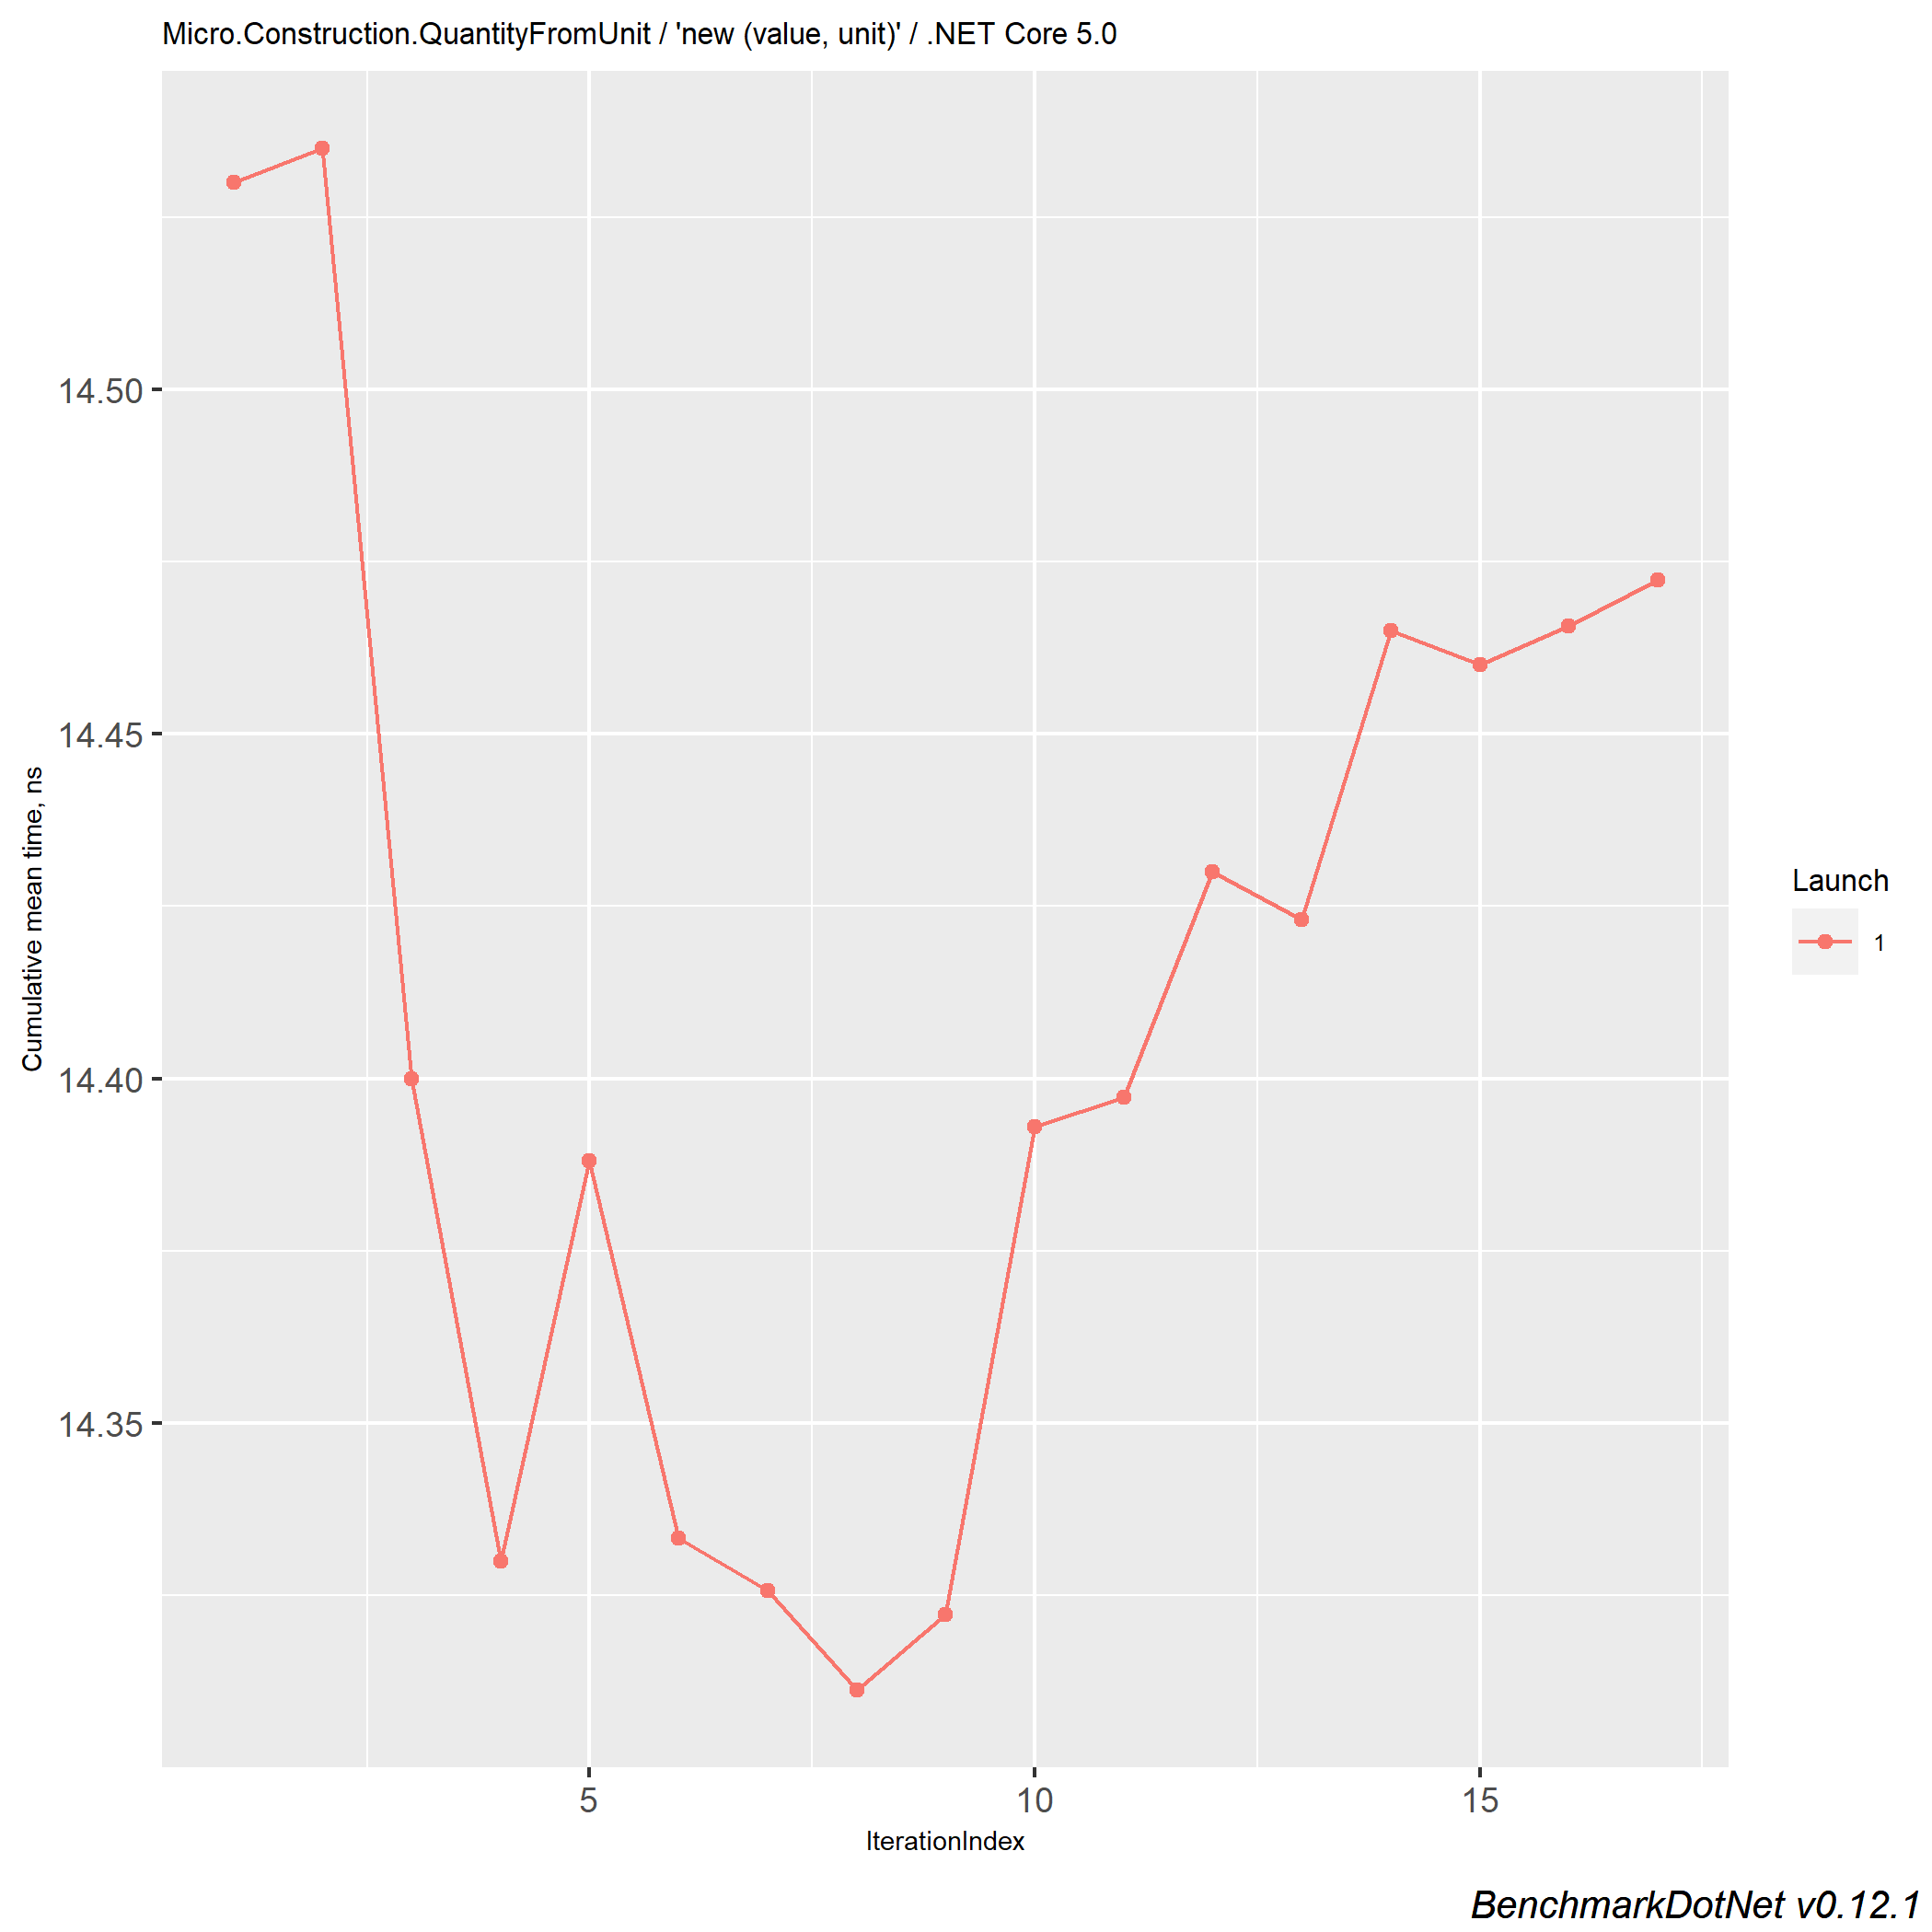 Micro.Construction.QuantityFromUnit / 'new (value, unit)' / .NET Core 5.0
14.50
14.45
14.40
14.35
Cumulative mean time, ns
5
10
15
IterationIndex
Launch
1
BenchmarkDotNet v0.12.1